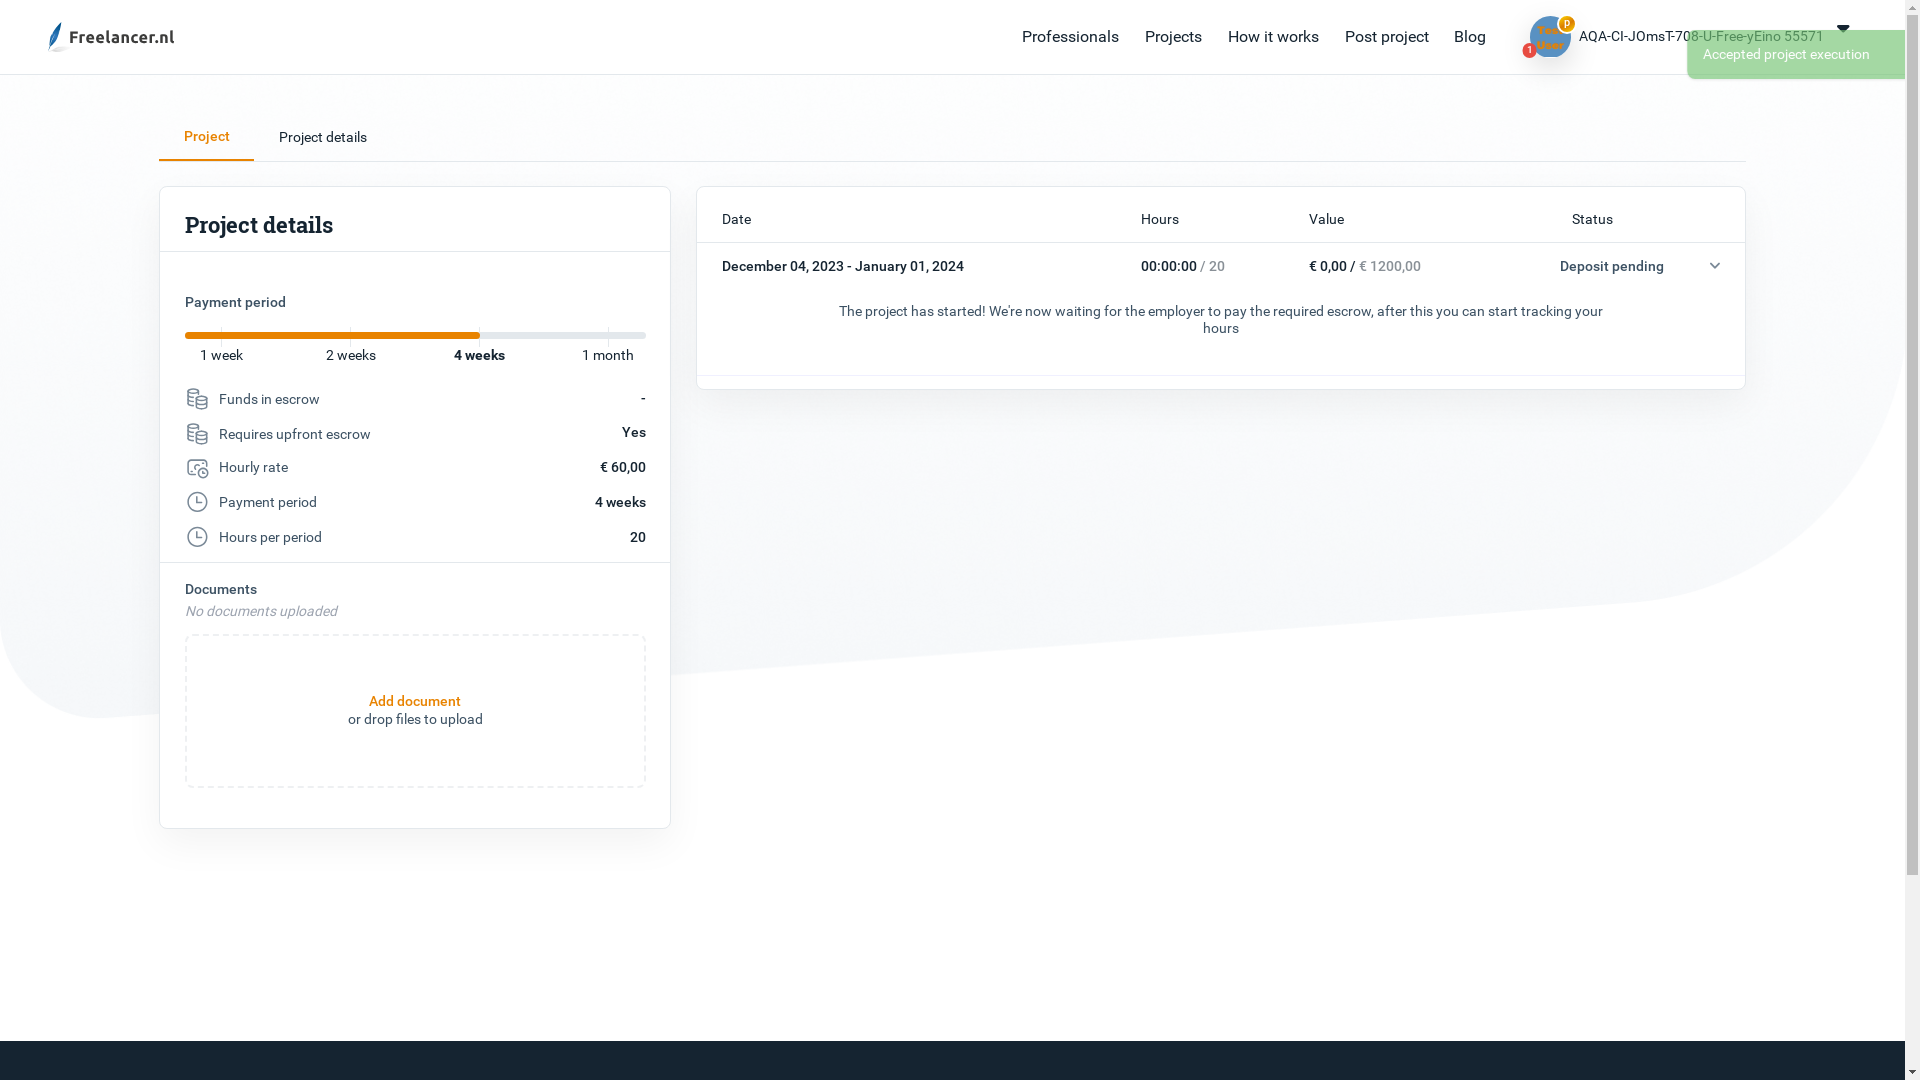 Freelancer.nl
Professionals
Projects
How it works
Post project
Blog
p
1
AQA-CI-JOmsT-708-U-Free-yEino 55571
Accepted project execution
Project
Project details
Project details
Payment period
1 week
2 weeks
4 weeks
1 month
Funds in escrow -
Requires upfront escrow Yes
Hourly rate € 60,00
Payment period 4 weeks
Hours per period 20
Documents
No documents uploaded
Add document
or drop files to upload
Date Hours Value Status
December 04, 2023 - January 01, 2024 00:00:00 / 20 € 0,00 / € 1200,00 Deposit pending
The project has started! We're now waiting for the employer to pay the required escrow, after this you can start tracking your
hours